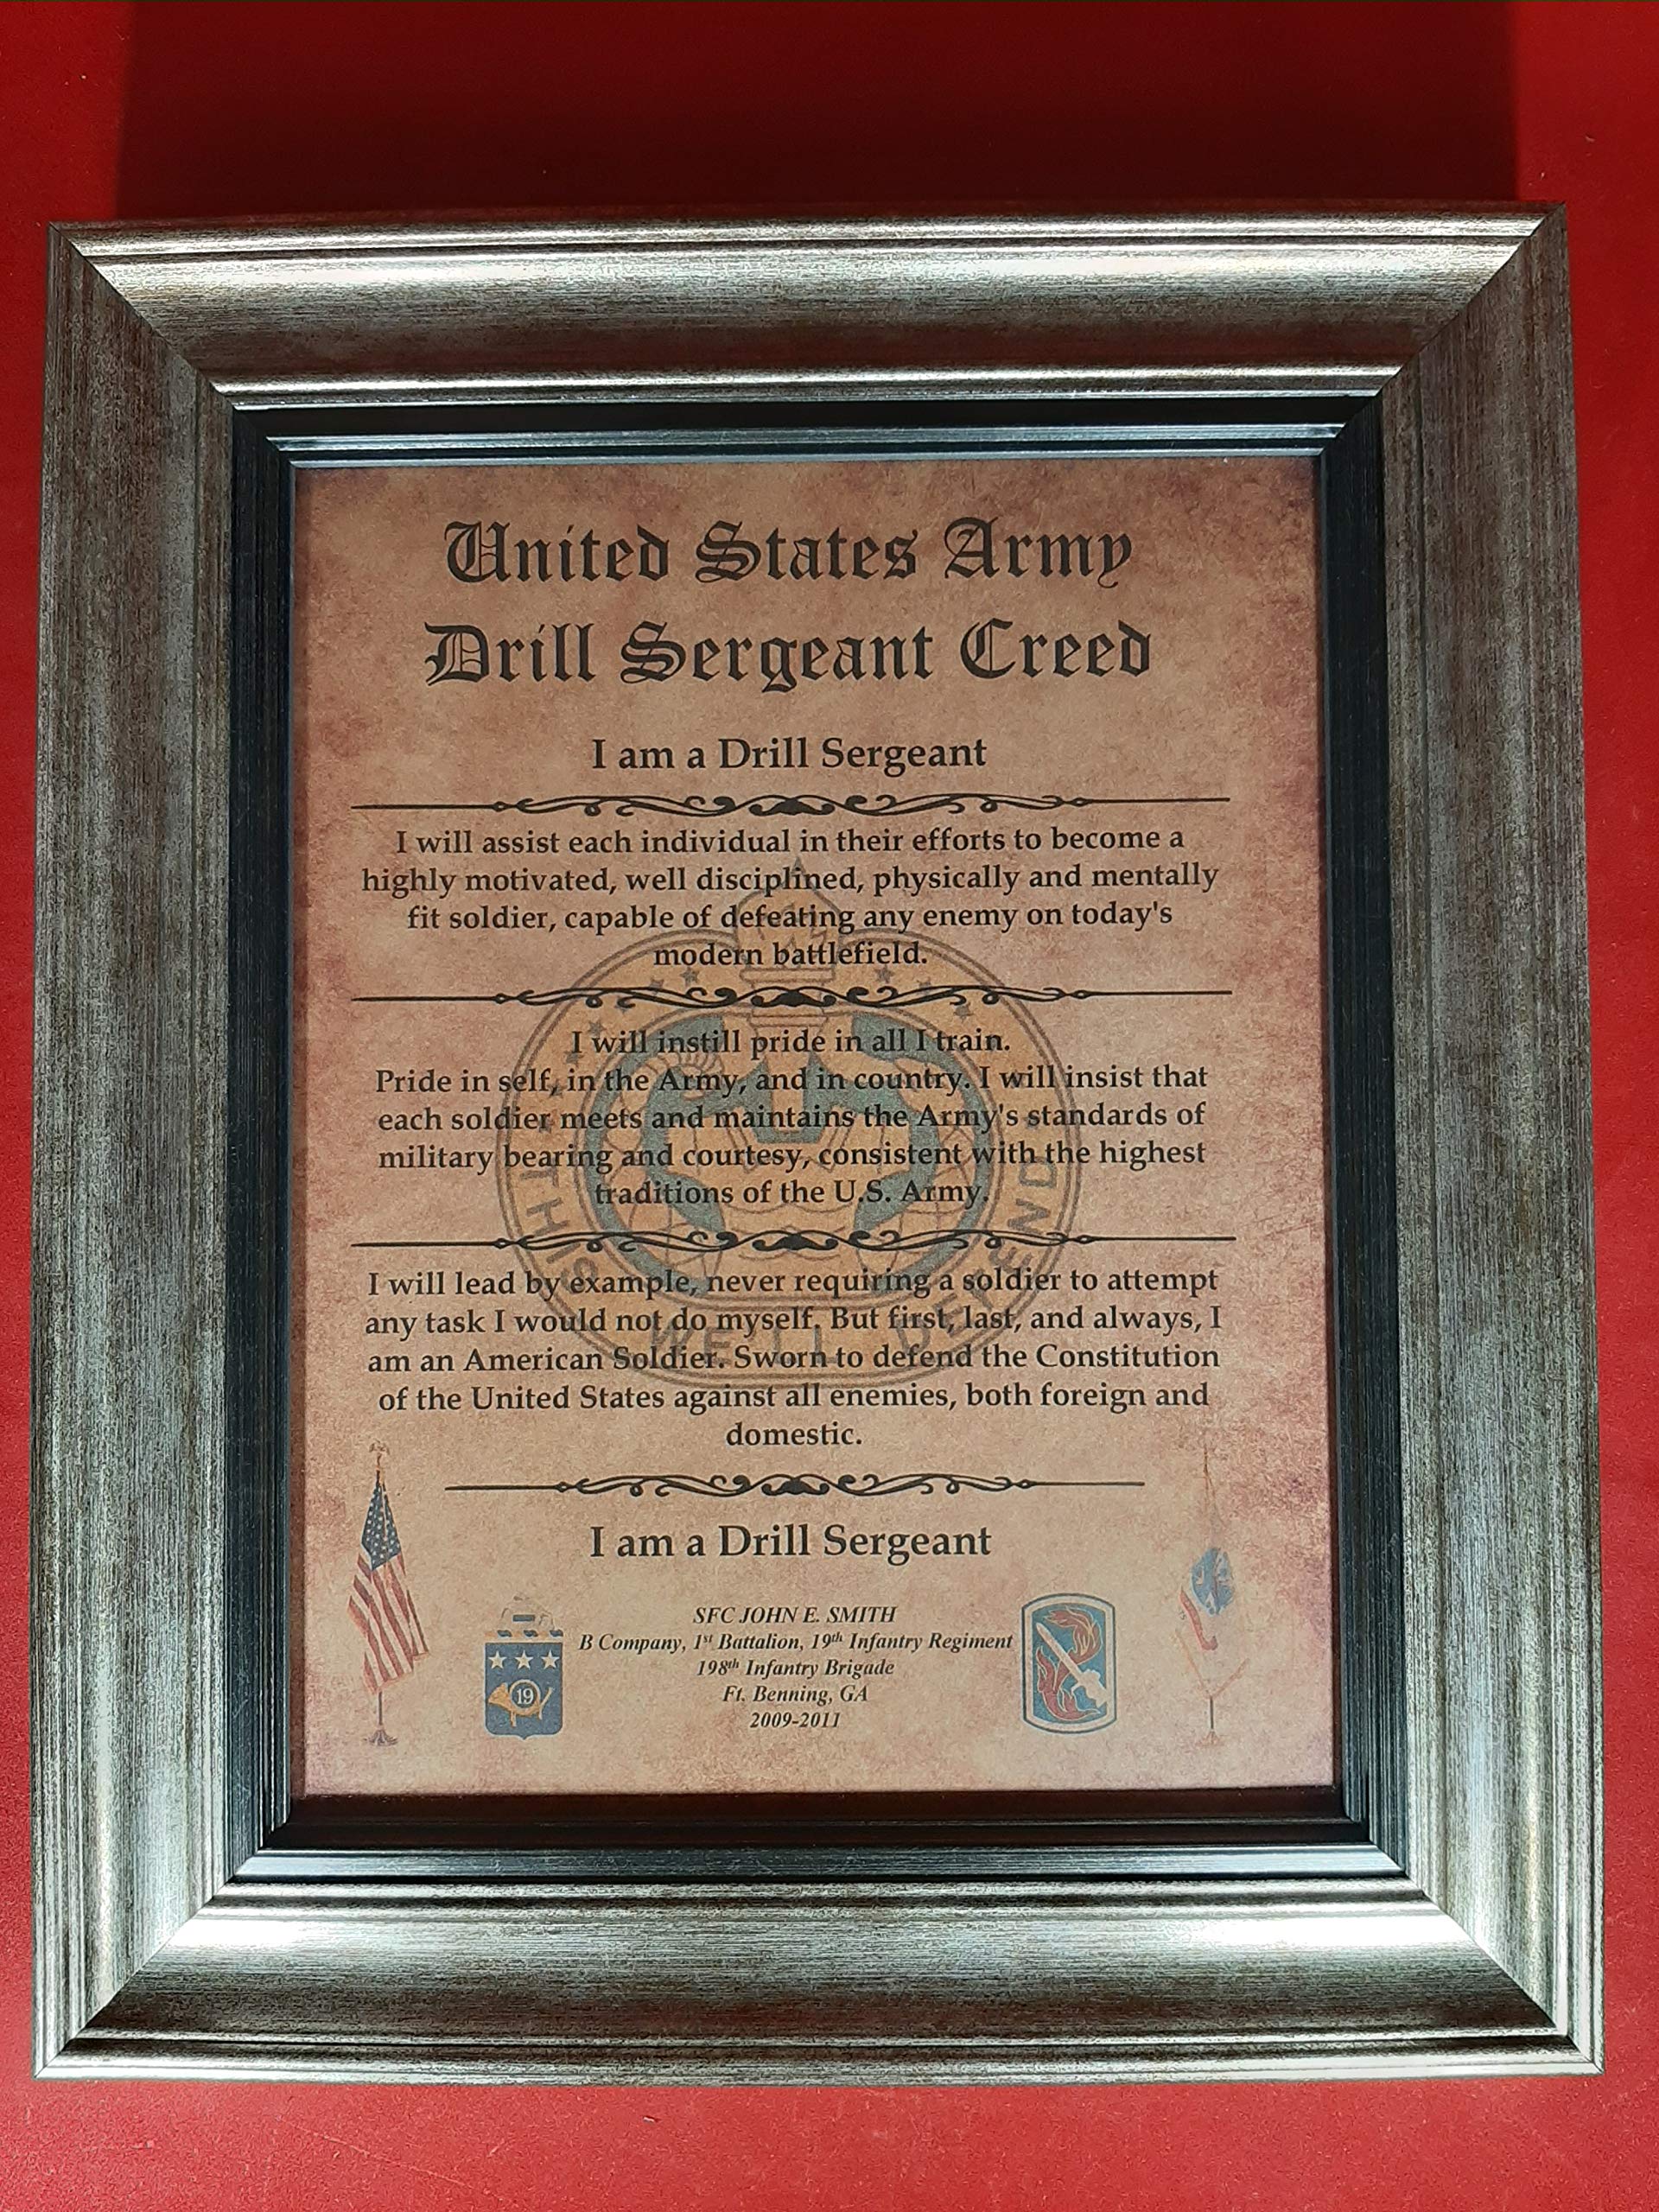 United States Army
Drill Sergeant Creed
I am a Drill Sergeant
I will assist each individual in their efforts to become a
highly motivated, well disciplined, physically and mentally
fit soldier, capable of defeating any enemy on today's
modern battlefield.
I will instill pride in all I train.
Pride in self, in the Army, and in country. I will insist that
each soldier meets and maintains the Army's standards of
military bearing and courtesy, consistent with the highest
traditions of the U.S. Army.
THIS WE'LL DEFEND
I will lead by example, never requiring a soldier to attempt
any task I would not do myself. But first, last, and always, I
am an American Soldier. Sworn to defend the Constitution
of the United States against all enemies, both foreign and
domestic.
I am a Drill Sergeant
SFC JOHN E. SMITH
B Company, 1st Battalion, 19th Infantry Regiment
198th Infantry Brigade
Ft. Benning, GA
2009-2011
19